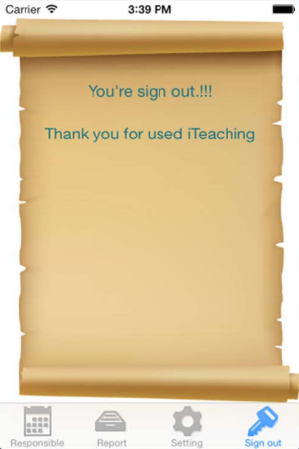 Carrier 3:39 PM
You're sign out.!!!
Thank you for used iTeaching
Responsible Report Setting Sign out